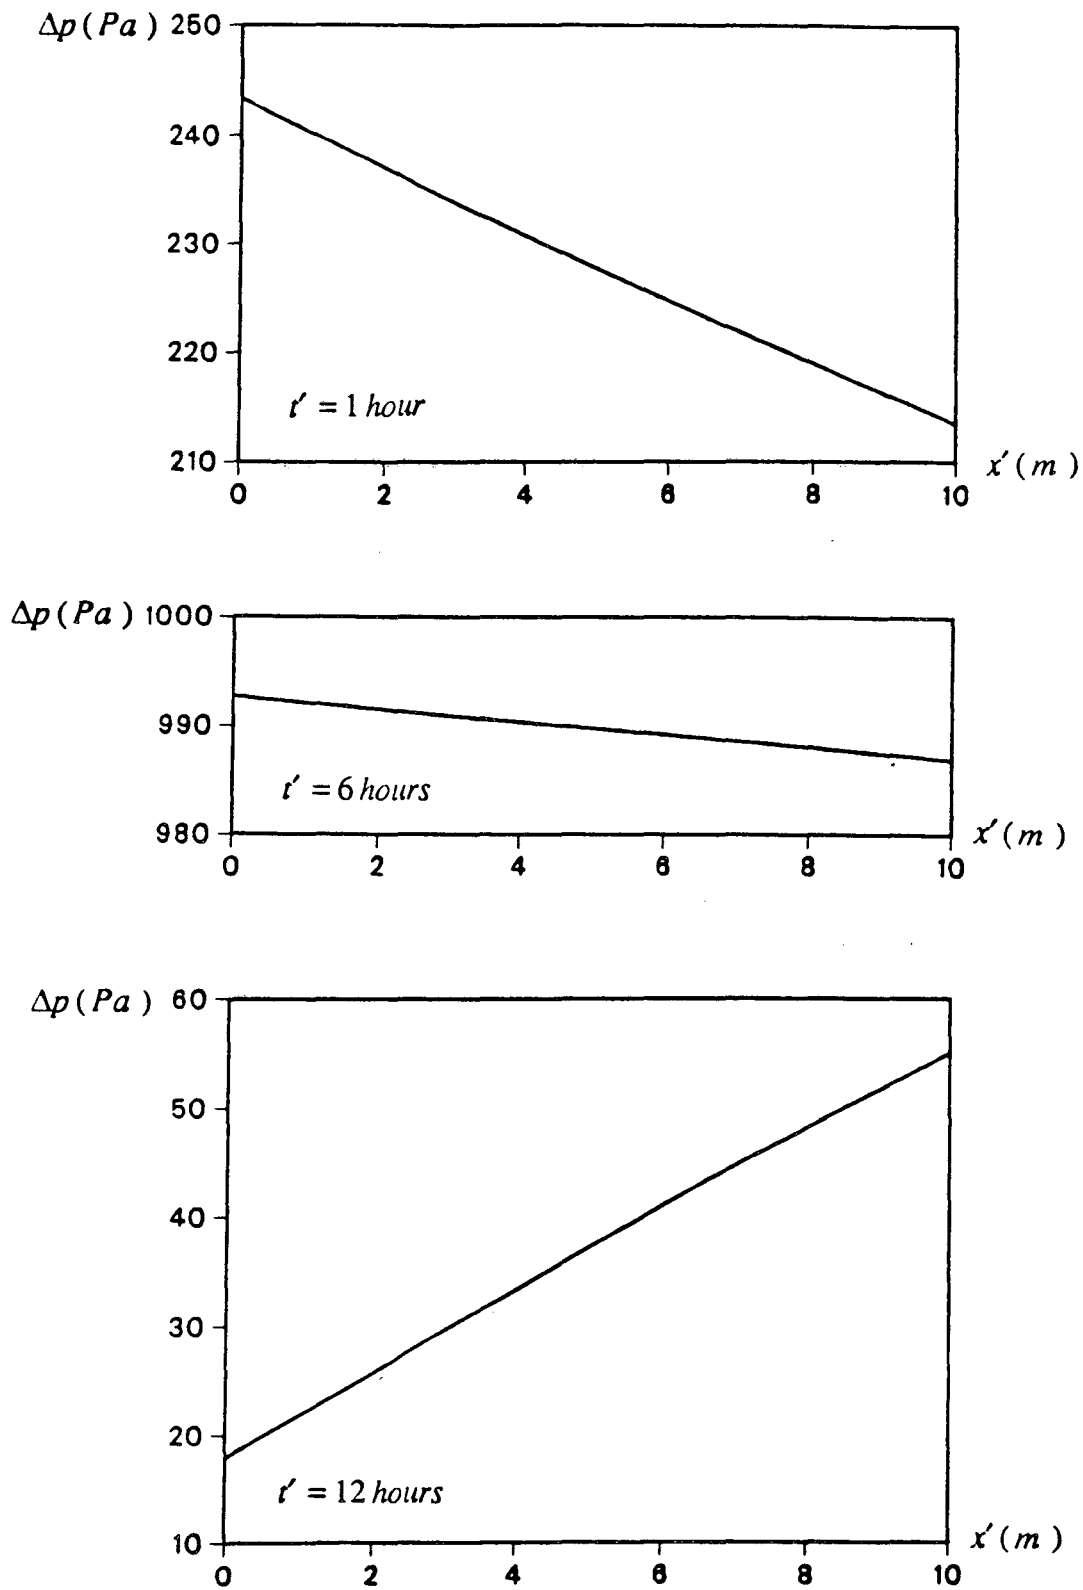 Δp (Pa) 250
240
230
220
210
t′ = 1 hour
x′ (m)
0 2 4 6 8 10
Δp (Pa) 1000
990
980
t′ = 6 hours
x′ (m)
0 2 4 6 8 10
Δp (Pa) 60
50
40
30
20
10
t′ = 12 hours
x′ (m)
0 2 4 6 8 10